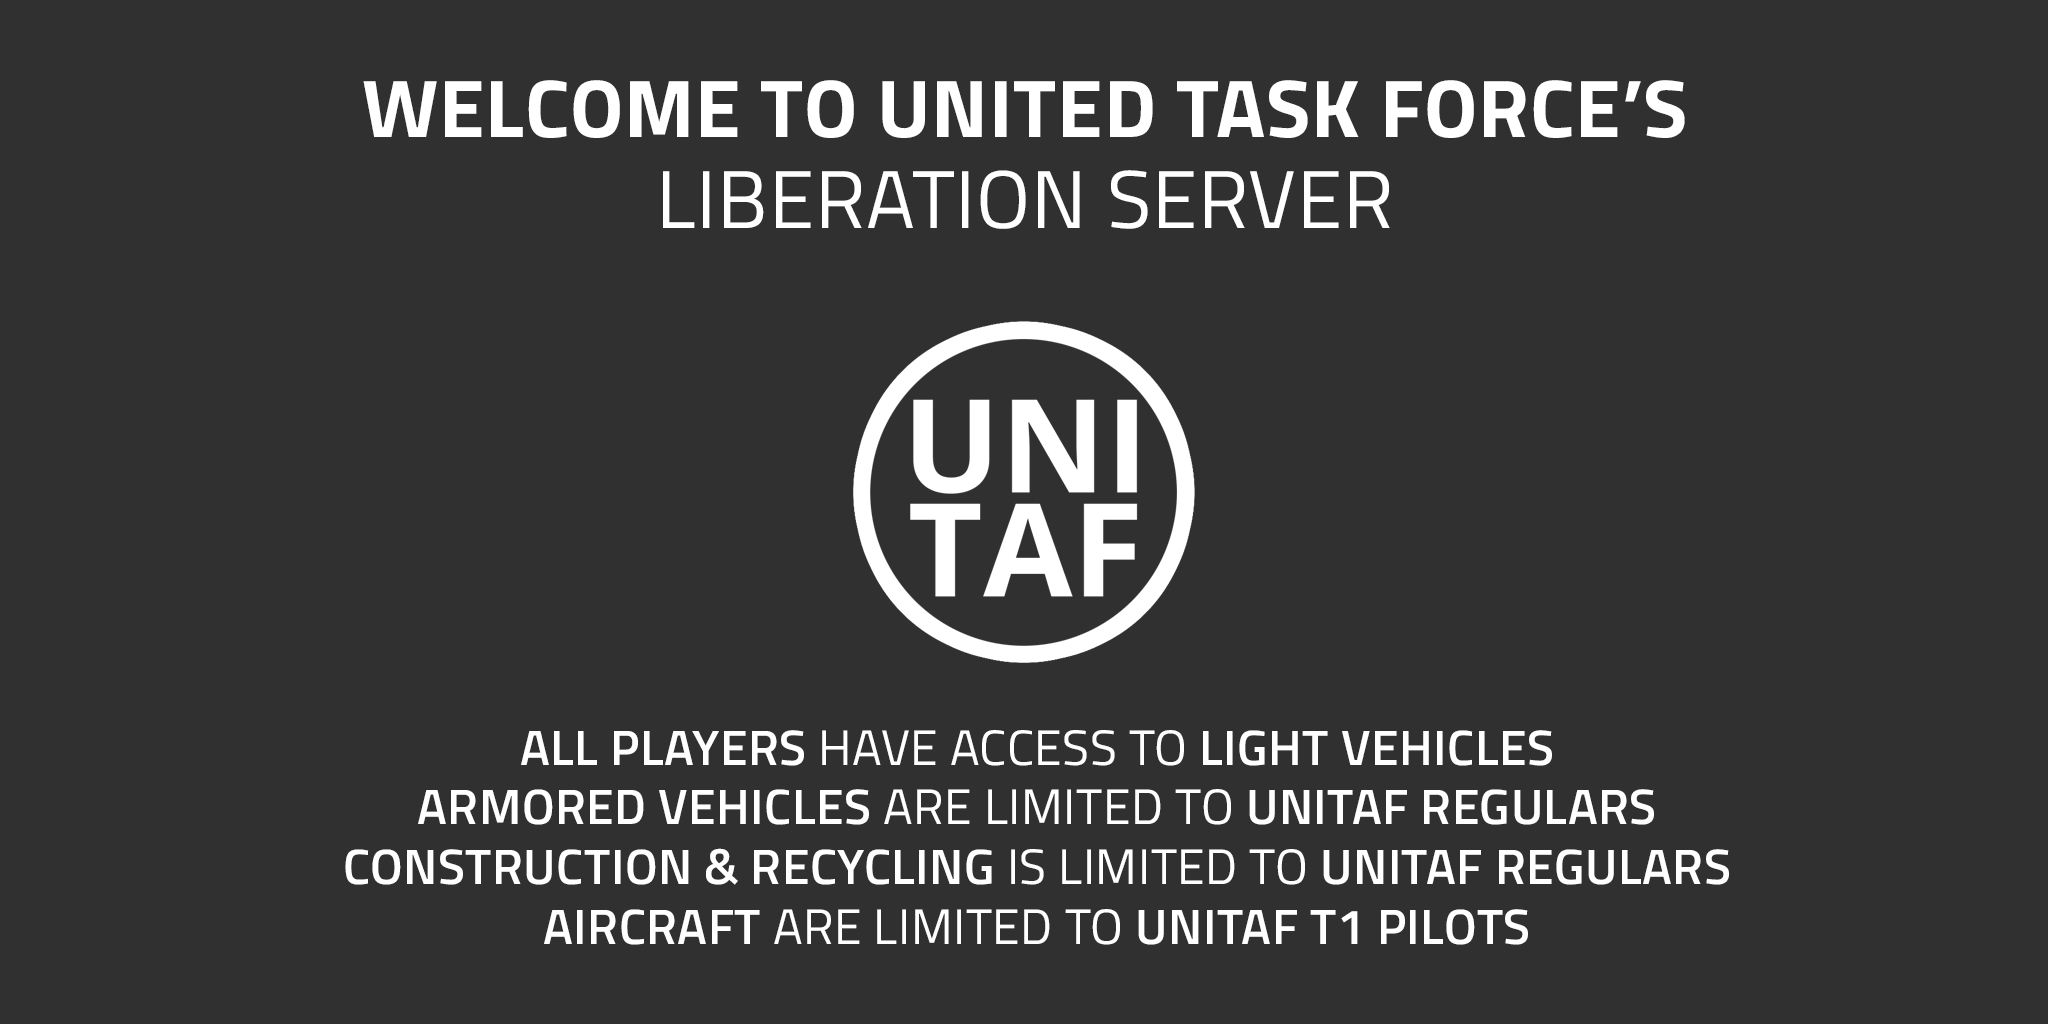 WELCOME TO UNITED TASK FORCE’S
LIBERATION SERVER
UNI
TAF
ALL PLAYERS HAVE ACCESS TO LIGHT VEHICLES
ARMORED VEHICLES ARE LIMITED TO UNITAF REGULARS
CONSTRUCTION & RECYCLING IS LIMITED TO UNITAF REGULARS
AIRCRAFT ARE LIMITED TO UNITAF T1 PILOTS